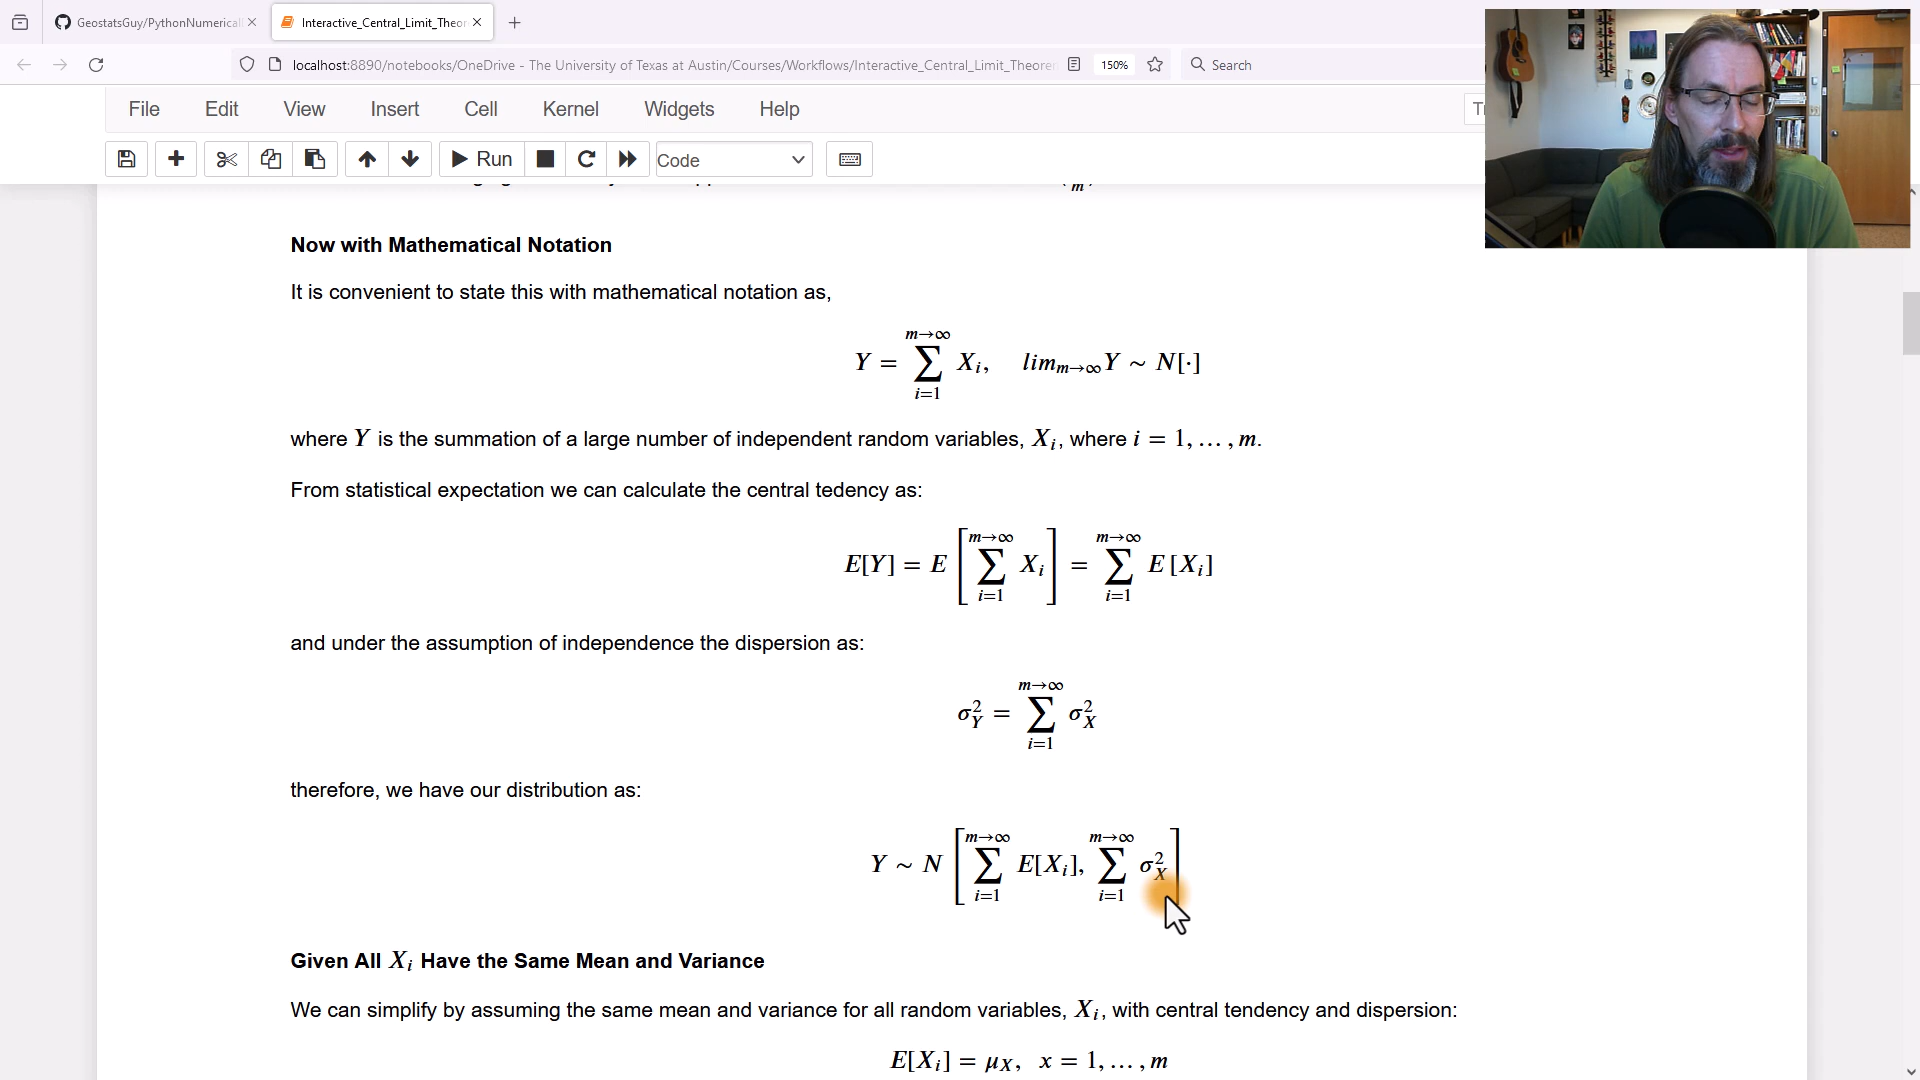 GeostatsGuy/PythonNumerical
Interactive_Central_Limit_Theor
localhost:8890/notebooks/OneDrive - The University of Texas at Austin/Courses/Workflows/Interactive_Central_Limit_Theorem
150%
Search
File Edit View Insert Cell Kernel Widgets Help
Run
Code
Now with Mathematical Notation
It is convenient to state this with mathematical notation as,
Y = ∑_{i=1}^{m→∞} X_i, lim_{m→∞} Y ~ N[·]
where Y is the summation of a large number of independent random variables, X_i, where i = 1, … , m.
From statistical expectation we can calculate the central tedency as:
E[Y] = E [∑_{i=1}^{m→∞} X_i] = ∑_{i=1}^{m→∞} E [X_i]
and under the assumption of independence the dispersion as:
σ_Y^2 = ∑_{i=1}^{m→∞} σ_X^2
therefore, we have our distribution as:
Y ~ N [∑_{i=1}^{m→∞} E[X_i], ∑_{i=1}^{m→∞} σ_X^2]
Given All X_i Have the Same Mean and Variance
We can simplify by assuming the same mean and variance for all random variables, X_i, with central tendency and dispersion:
E[X_i] = μ_X, x = 1, … , m